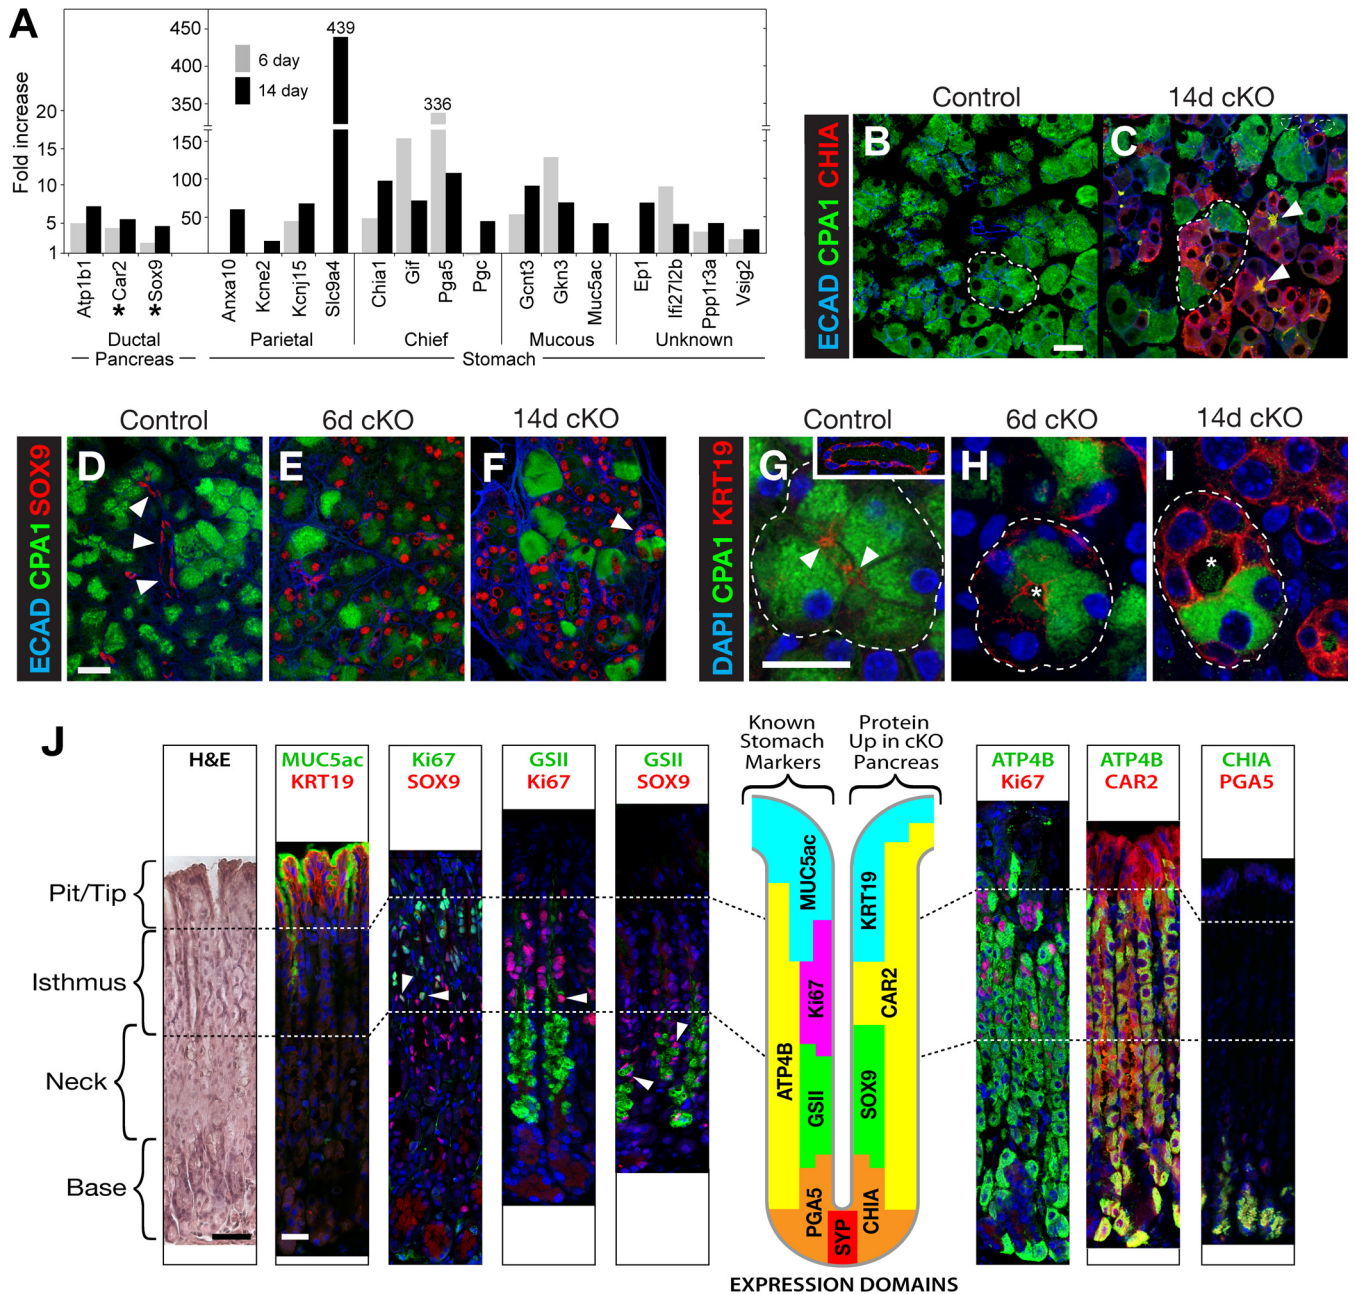 A
Fold increase
20
15
10
5
1
450
400
350
150
100
50
439
336
6 day
14 day
Atp1b1
*Car2
*Sox9
Anxa10
Kcne2
Kcnj15
Slc9a4
Chia1
Gif
Pga5
Pgc
Gcnt3
Gkn3
Muc5ac
Ep1
Ifi27l2b
Ppp1r3a
Vsig2
Ductal
Parietal
Chief
Mucous
Unknown
Pancreas
Stomach
Control
14d cKO
ECAD CPA1 CHIA
B
C
Control
6d cKO
14d cKO
ECAD CPA1 SOX9
D
E
F
Control
6d cKO
14d cKO
DAPI CPA1 KRT19
G
H
*
I
*
J
H&E
MUC5ac
KRT19
Ki67
SOX9
GSII
Ki67
GSII
SOX9
Known
Stomach
Markers
Protein
Up in cKO
Pancreas
ATP4B
Ki67
ATP4B
CAR2
CHIA
PGA5
Pit/Tip
Isthmus
Neck
Base
MUC5ac
KRT19
Ki67
CAR2
ATP4B
GSII
SOX9
PGA5
SYP
CHIA
EXPRESSION DOMAINS